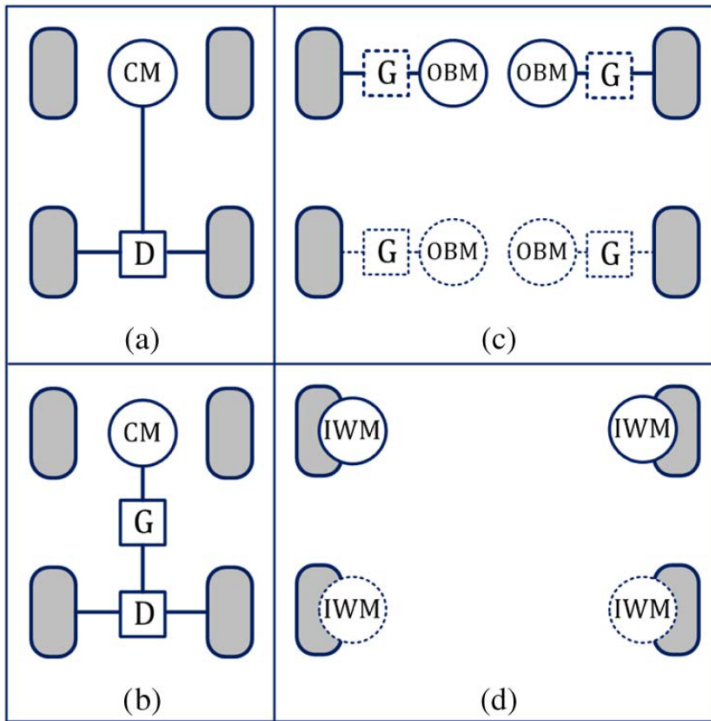 CM
D
(a)
G OBM OBM G
G OBM OBM G
(c)
CM
G
D
(b)
IWM IWM
IWM IWM
(d)